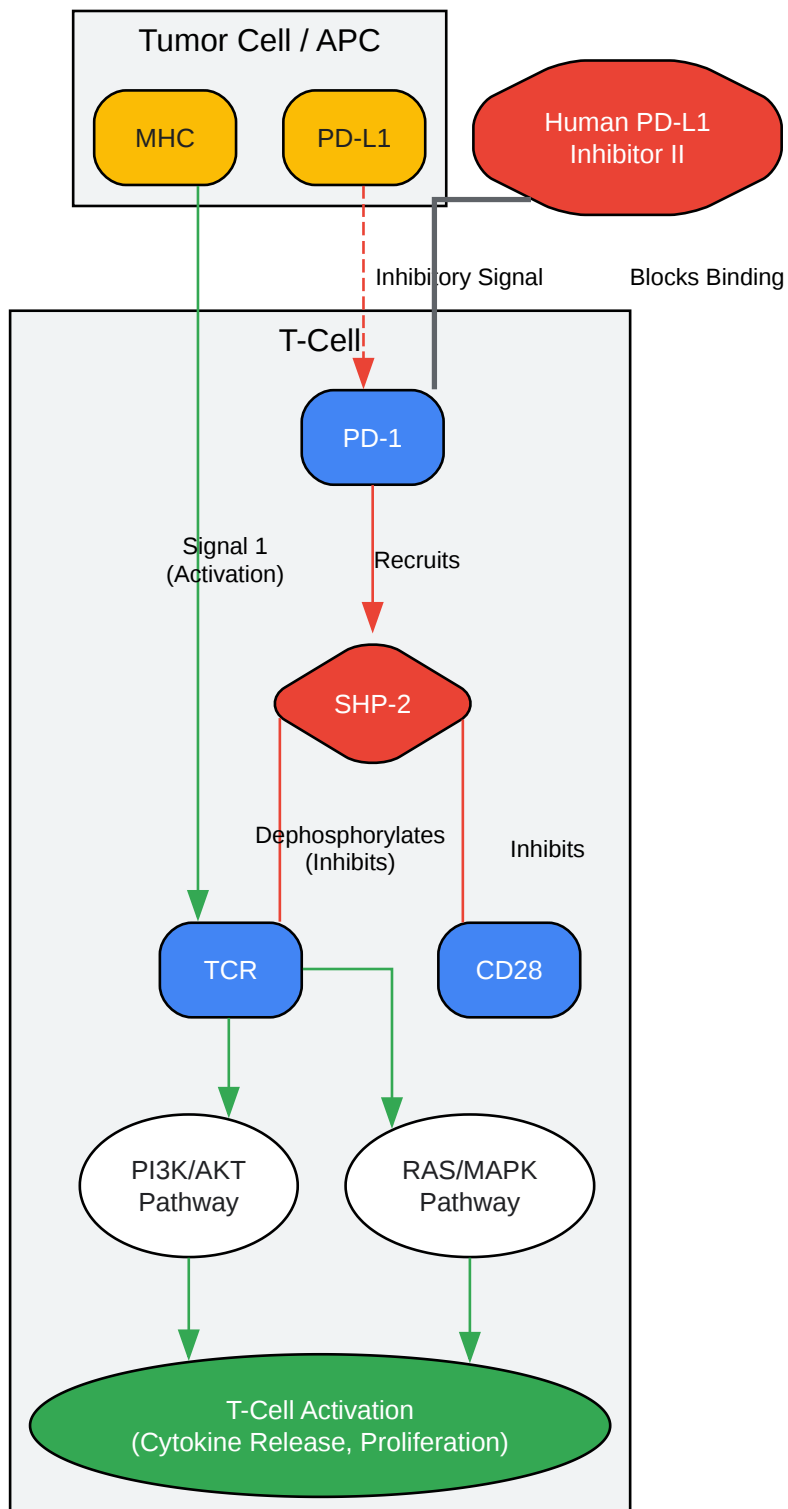 Tumor Cell / APC
MHC
PD-L1
Human PD-L1
Inhibitor II
Inhibitory Signal
Blocks Binding
T-Cell
PD-1
Signal 1
(Activation)
Recruits
SHP-2
Dephosphorylates
(Inhibits)
Inhibits
TCR
CD28
PI3K/AKT
Pathway
RAS/MAPK
Pathway
T-Cell Activation
(Cytokine Release, Proliferation)